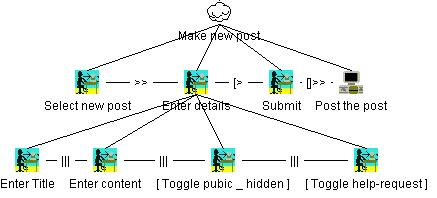 Make new post
Select new post >> Enter details [> Submit []>> Post the post
Enter Title ||| Enter content ||| [ Toggle pubic _ hidden ] ||| [ Toggle help-request ]